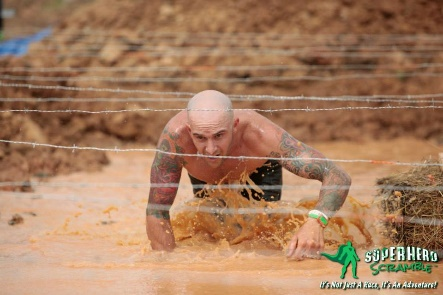 SUPERHERO
SCRAMBLE
It's Not Just A Race, It's An Adventure!